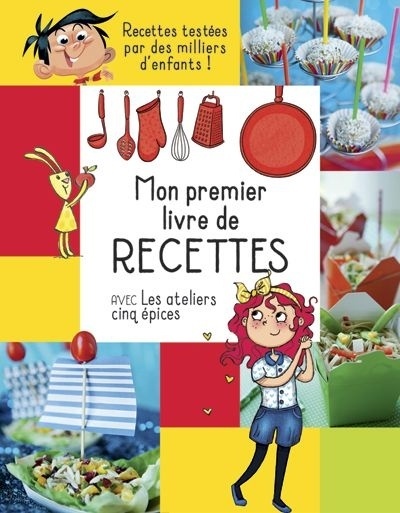 Recettes testées
par des milliers
d'enfants !
Mon premier
livre de
RECETTES
AVEC Les ateliers
cinq épices